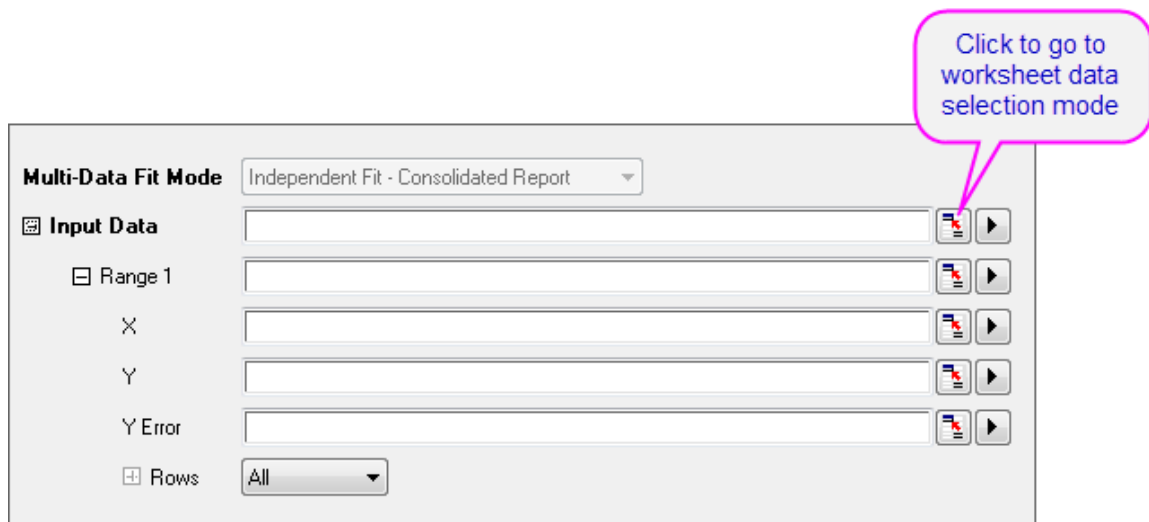 Click to go to
worksheet data
selection mode
Multi-Data Fit Mode Independent Fit - Consolidated Report
Input Data
Range 1
X
Y
Y Error
Rows All